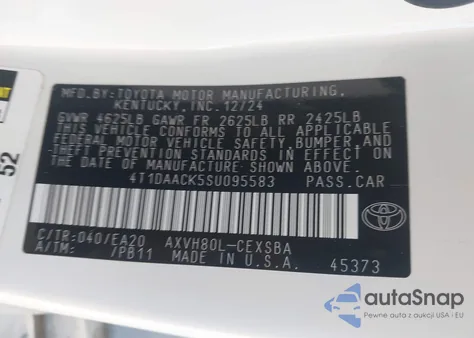 MFD.BY: TOYOTA MOTOR MANUFACTURING,
KENTUCKY, INC. 12/24
GVWR 4625LB GAWR FR 2625LB RR 2425LB
THIS VEHICLE CONFORMS TO ALL APPLICABLE
FEDERAL MOTOR VEHICLE SAFETY, BUMPER, AND
THEFT PREVENTION STANDARDS IN EFFECT ON
THE DATE OF MANUFACTURE SHOWN ABOVE.
4T1DAACK5SU095583 PASS.CAR
C/TR:040/EA20 AXVH80L-CEXSBA
A/TM: /PB11 MADE IN U.S.A.
45373
TOYOTA
52
autoSnap
Pewne auta z aukcji USA i EU